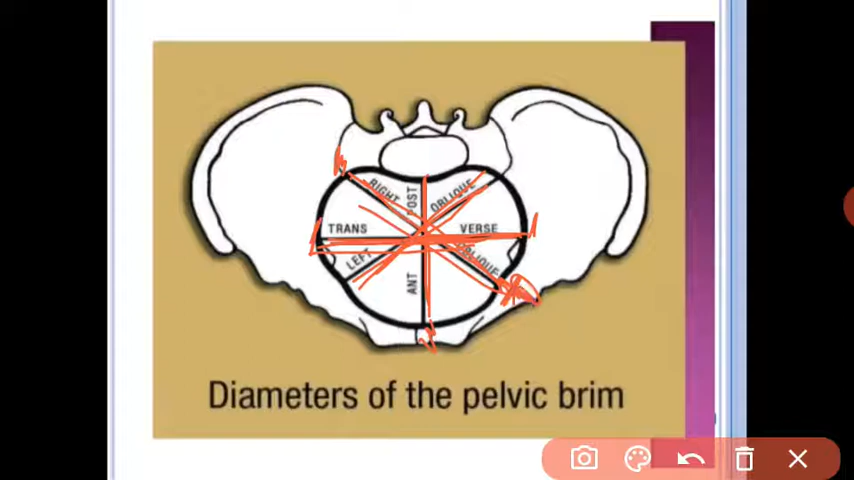 RIGHT
POST
OBLIQUE
TRANS
VERSE
LEFT
OBLIQUE
ANT
Diameters of the pelvic brim